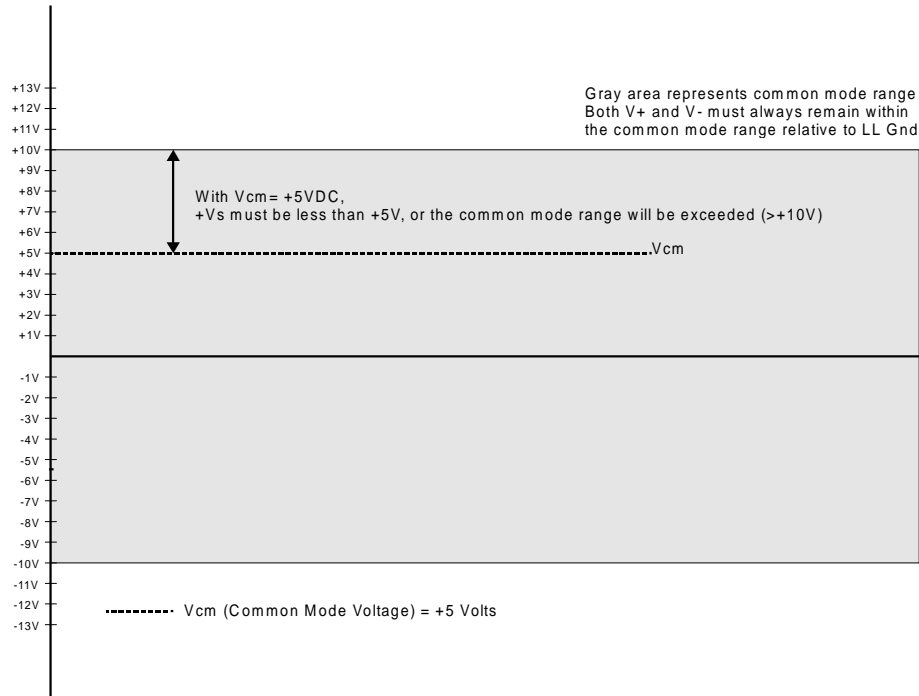 +13V
+12V
+11V
+10V
+9V
+8V
+7V
+6V
+5V
+4V
+3V
+2V
+1V
-1V
-2V
-3V
-4V
-5V
-6V
-7V
-8V
-9V
-10V
-11V
-12V
-13V
Gray area represents common mode range
Both V+ and V- must always remain within
the common mode range relative to LL Gnd
With Vcm= +5VDC,
+Vs must be less than +5V, or the common mode range will be exceeded (>+10V)
Vcm
Vcm (Common Mode Voltage) = +5 Volts